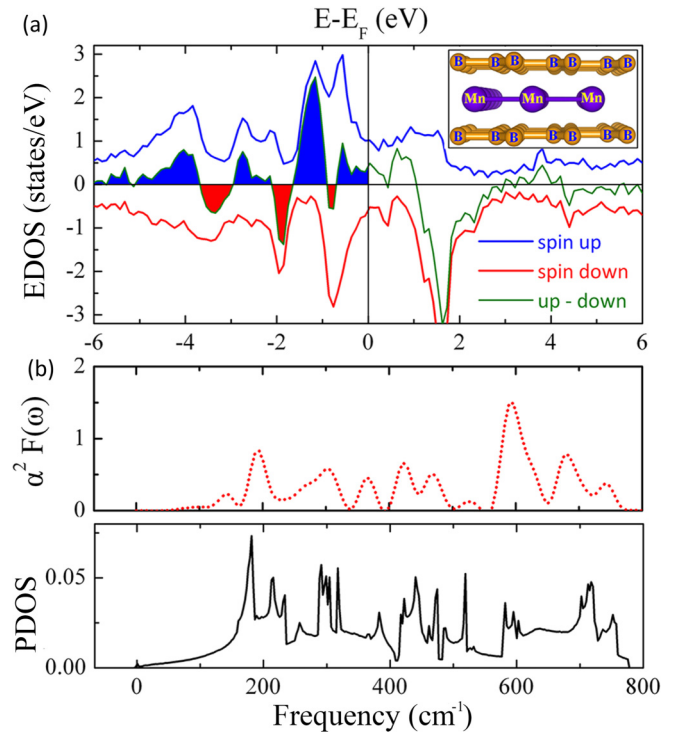 (a)
E-E_F (eV)
EDOS (states/eV)
3
2
1
0
-1
-2
-3
B B B B B B B
Mn Mn Mn
B B B B B B B
spin up
spin down
up - down
-6 -4 -2 0 2 4 6
(b)
α² F(ω)
2
1
0
PDOS
0.05
0.00
0 200 400 600 800
Frequency (cm⁻¹)